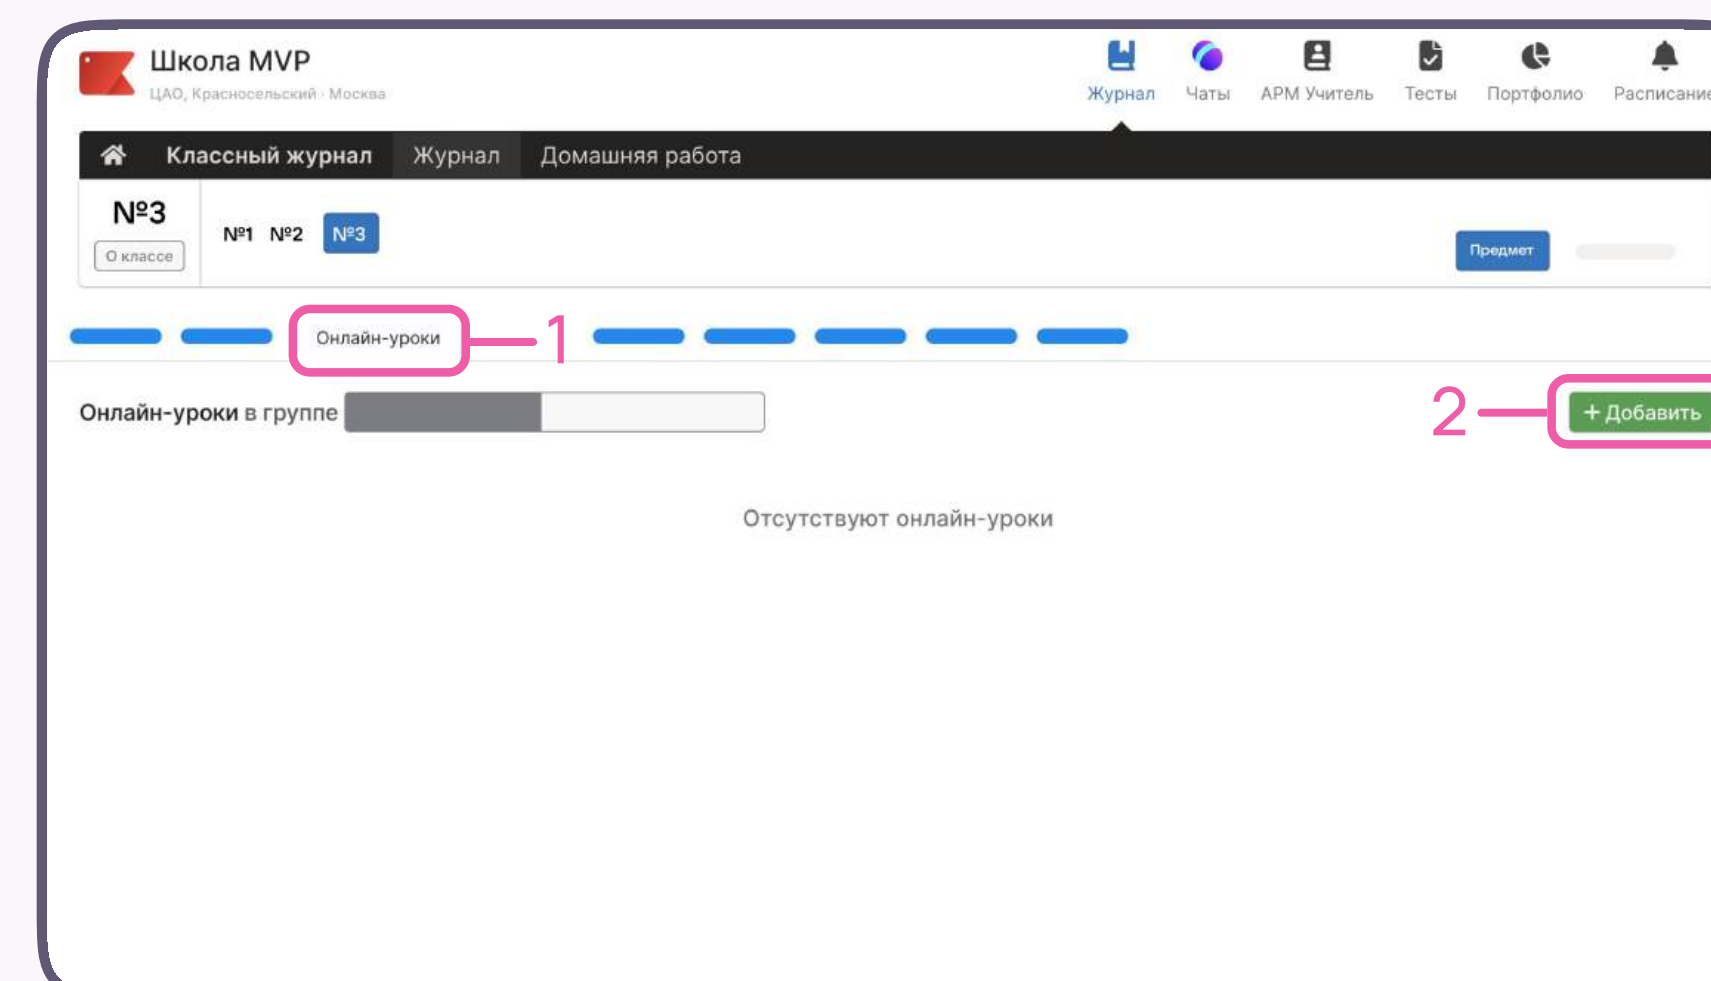 Школа MVP
ЦАО, Красносельский · Москва
Журнал Чаты АРМ Учитель Тесты Портфолио Расписание
Классный журнал Журнал Домашняя работа
№3
О классе
№1 №2 №3
Предмет
Онлайн-уроки 1
Онлайн-уроки в группе
2 + Добавить
Отсутствуют онлайн-уроки